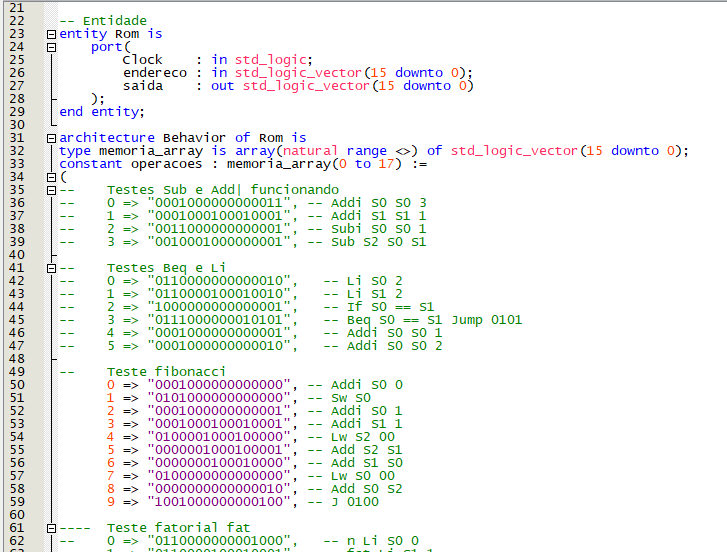 21
22 -- Entidade
23 entity Rom is
24 port(
25 Clock : in std_logic;
26 endereco : in std_logic_vector(15 downto 0);
27 saida : out std_logic_vector(15 downto 0)
28 );
29 end entity;
30
31 architecture Behavior of Rom is
32 type memoria_array is array(natural range <>) of std_logic_vector(15 downto 0);
33 constant operacoes : memoria_array(0 to 17) :=
34 (
35 -- Testes Sub e Add| funcionando
36 -- 0 => "0001000000000011", -- Addi S0 S0 3
37 -- 1 => "0001000100010001", -- Addi S1 S1 1
38 -- 2 => "0011000000000001", -- Subi S0 S0 1
39 -- 3 => "0010001000000001", -- Sub S2 S0 S1
40
41 -- Testes Beq e Li
42 -- 0 => "0110000000000010", -- Li S0 2
43 -- 1 => "0110000100010010", -- Li S1 2
44 -- 2 => "1000000000000001", -- If S0 == S1
45 -- 3 => "0111000000010101", -- Beq S0 == S1 Jump 0101
46 -- 4 => "0001000000000001", -- Addi S0 S0 1
47 -- 5 => "0001000000000010", -- Addi S0 S0 2
48
49 -- Teste fibonacci
50 0 => "0001000000000000", -- Addi S0 0
51 1 => "0101000000000000", -- Sw S0
52 2 => "0001000000000001", -- Addi S0 1
53 3 => "0001000100010001", -- Addi S1 1
54 4 => "0100001000100000", -- Lw S2 00
55 5 => "0000001000100001", -- Add S2 S1
56 6 => "0000000100010000", -- Add S1 S0
57 7 => "0100000000000000", -- Lw S0 00
58 8 => "0000000000000010", -- Add S0 S2
59 9 => "1001000000000100", -- J 0100
60
61 ---- Teste fatorial fat
62 -- 0 => "0110000000001000", -- n Li S0 0